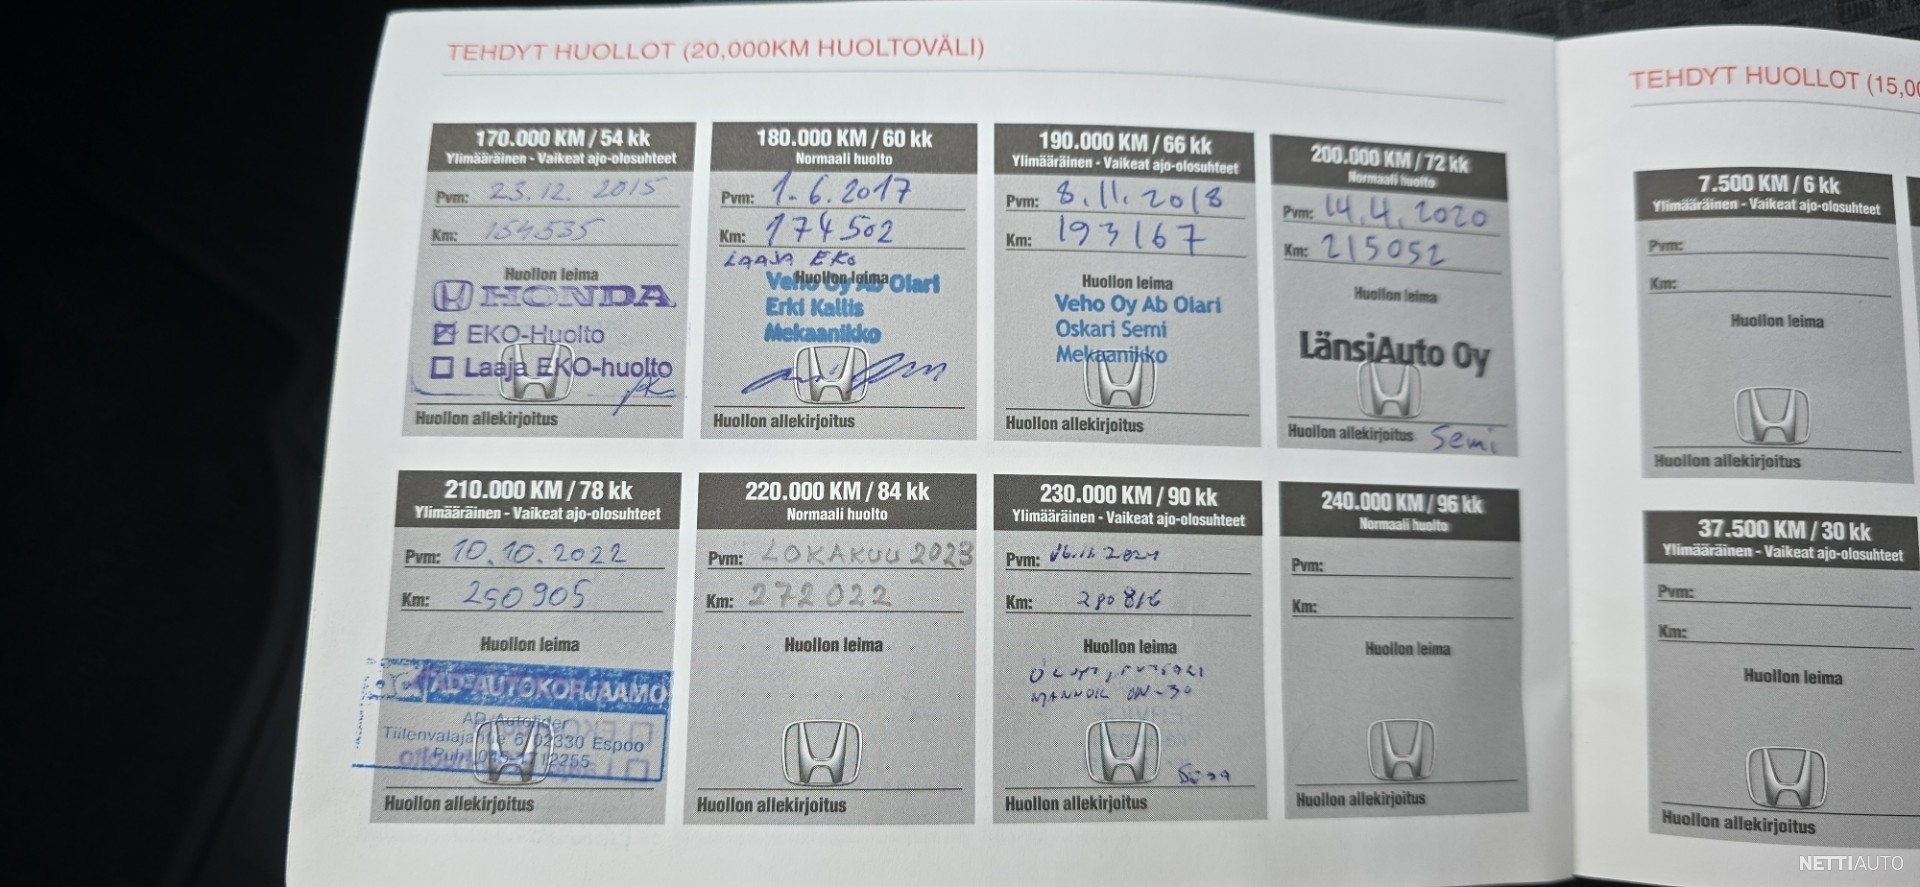 TEHDYT HUOLLOT (20,000KM HUOLTOVÄLI)
170.000 KM / 54 kk
Ylimääräinen - Vaikeat ajo-olosuhteet
Pvm: 23.12. 2015
Km: 154535
Huollon leima
HONDA
EKO-Huolto
Laaja EKO-huolto
Huollon allekirjoitus
180.000 KM / 60 kk
Normaali huolto
Pvm: 1.6.2017
Km: 174502
LAAJA EKO
Huollon leima
Veho Oy Ab Olari
Erki Kallis
Mekaanikko
Huollon allekirjoitus
190.000 KM / 66 kk
Ylimääräinen - Vaikeat ajo-olosuhteet
Pvm: 8.11.2018
Km: 193167
Huollon leima
Veho Oy Ab Olari
Oskari Semi
Mekaanikko
Huollon allekirjoitus
200.000 KM / 72 kk
Normaali huolto
Pvm: 14.4.2020
Km: 215052
Huollon leima
LänsiAuto Oy
Huollon allekirjoitus Semi
210.000 KM / 78 kk
Ylimääräinen - Vaikeat ajo-olosuhteet
Pvm: 10.10.2022
Km: 250905
Huollon leima
AD-AUTOKORJAAMO
AD-Autolider
Tiilenvalajantie 6 02330 Espoo
Huollon allekirjoitus
220.000 KM / 84 kk
Normaali huolto
Pvm: LOKAKUU 2023
Km: 272022
Huollon leima
Huollon allekirjoitus
230.000 KM / 90 kk
Ylimääräinen - Vaikeat ajo-olosuhteet
Pvm: 2024
Km: 290816
Huollon leima
MANNOL 0W-30
Huollon allekirjoitus
240.000 KM / 96 kk
Normaali huolto
Pvm:
Km:
Huollon leima
Huollon allekirjoitus
TEHDYT HUOLLOT (15,00
7.500 KM / 6 kk
Ylimääräinen - Vaikeat ajo-olosuhteet
Pvm:
Km:
Huollon leima
Huollon allekirjoitus
37.500 KM / 30 kk
Ylimääräinen - Vaikeat ajo-olosuhteet
Pvm:
Km:
Huollon leima
Huollon allekirjoitus
NETTIAUTO